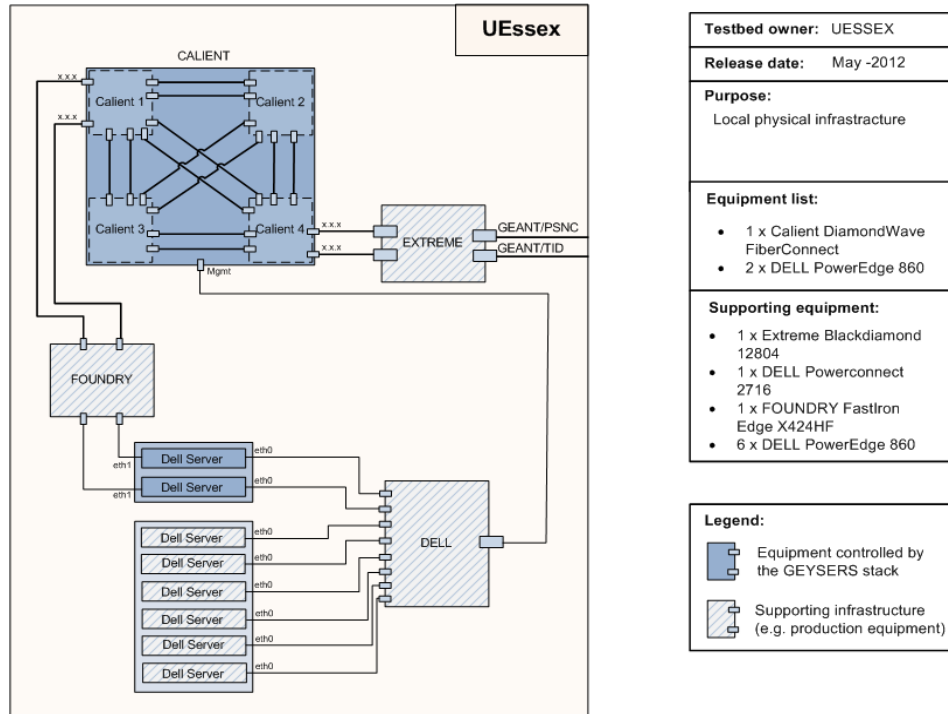 UEssex
CALIENT
x.x.x
x.x.x
Calient 1
Calient 2
Calient 3
Calient 4
x.x.x
x.x.x
Mgmt
EXTREME
GEANT/PSNC
GEANT/TID
FOUNDRY
eth1
eth1
Dell Server
eth0
Dell Server
eth0
Dell Server
eth0
Dell Server
eth0
Dell Server
eth0
Dell Server
eth0
Dell Server
eth0
Dell Server
eth0
DELL
Testbed owner: UESSEX
Release date: May -2012
Purpose:
Local physical infrastracture
Equipment list:
• 1 x Calient DiamondWave
FiberConnect
• 2 x DELL PowerEdge 860
Supporting equipment:
• 1 x Extreme Blackdiamond
12804
• 1 x DELL Powerconnect
2716
• 1 x FOUNDRY FastIron
Edge X424HF
• 6 x DELL PowerEdge 860
Legend:
Equipment controlled by
the GEYSERS stack
Supporting infrastructure
(e.g. production equipment)